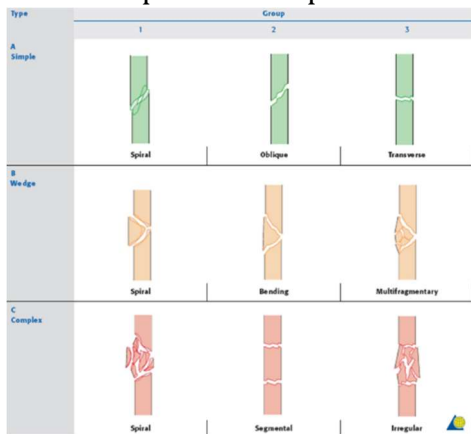 Type Group
1 2 3
A
Simple
Spiral Oblique Transverse
B
Wedge
Spiral Bending Multifragmentary
C
Complex
Spiral Segmental Irregular